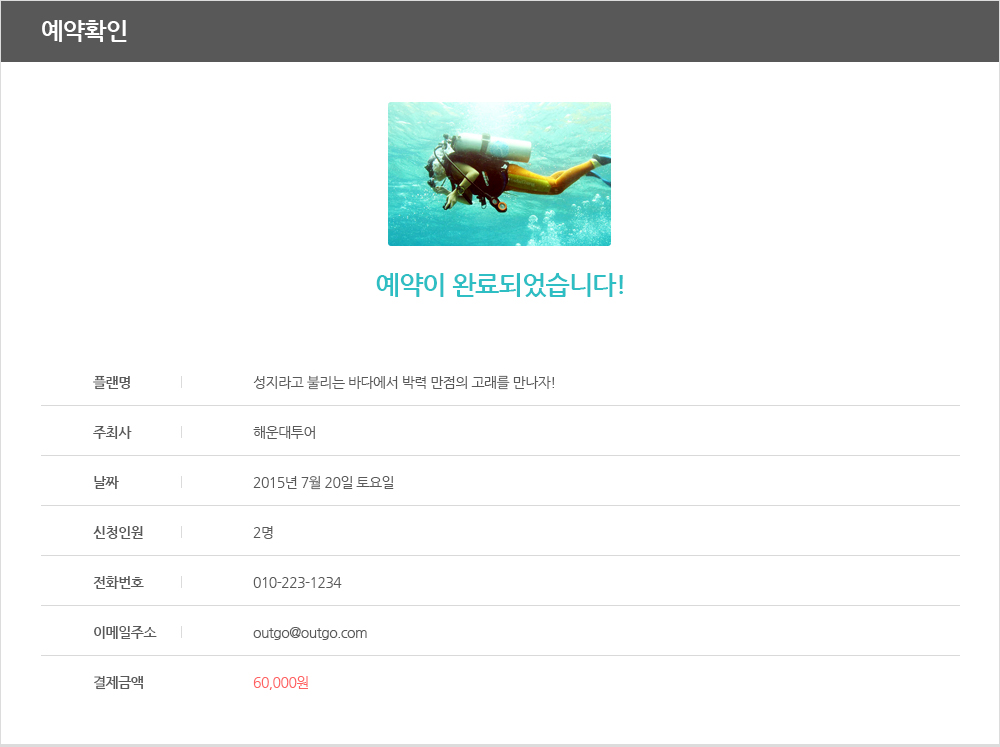 예약확인
예약이 완료되었습니다!
플랜명 성지라고 불리는 바다에서 박력 만점의 고래를 만나자!
주최사 해운대투어
날짜 2015년 7월 20일 토요일
신청인원 2명
전화번호 010-223-1234
이메일주소 outgo@outgo.com
결제금액 60,000원